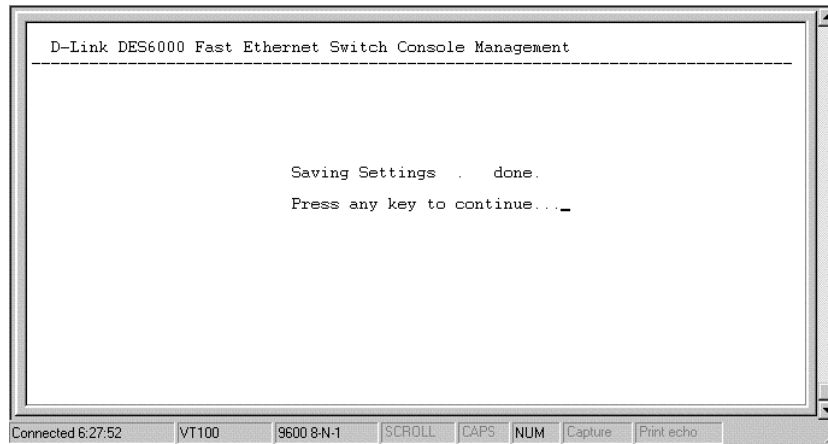 D-Link DES6000 Fast Ethernet Switch Console Management
Saving Settings . done.
Press any key to continue..._
Connected 6:27:52 VT100 9600 8-N-1 SCROLL CAPS NUM Capture Print echo